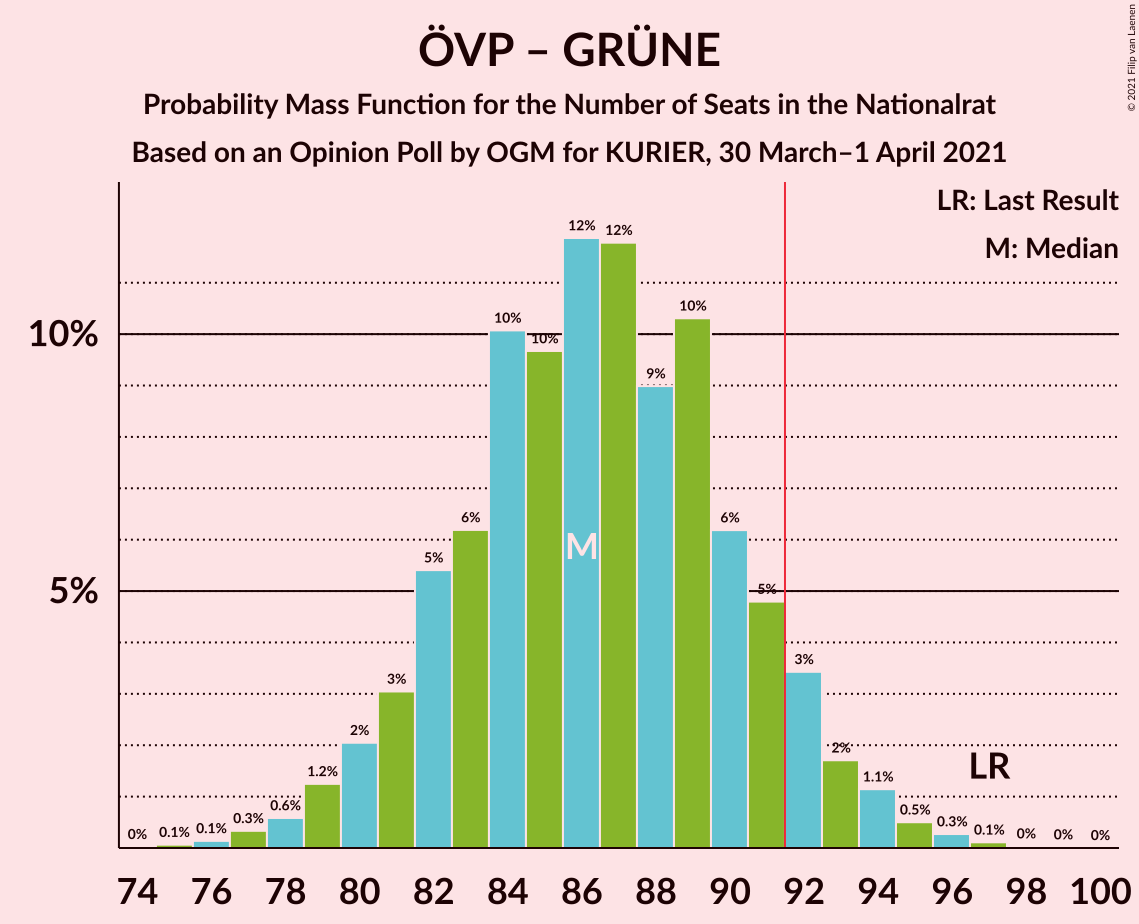 ÖVP – GRÜNE
Probability Mass Function for the Number of Seats in the Nationalrat
Based on an Opinion Poll by OGM for KURIER, 30 March–1 April 2021
© 2021 Filip van Laenen
LR: Last Result
M: Median
12% 12%
10% 10% 10%
10%
9%
6% 6%
M
5% 5% 5%
3% 3%
2% 2%
LR
1.2% 1.1%
0.6% 0.5%
0% 0.1% 0.1% 0.3% 0.3% 0.1% 0% 0% 0%
74 76 78 80 82 84 86 88 90 92 94 96 98 100